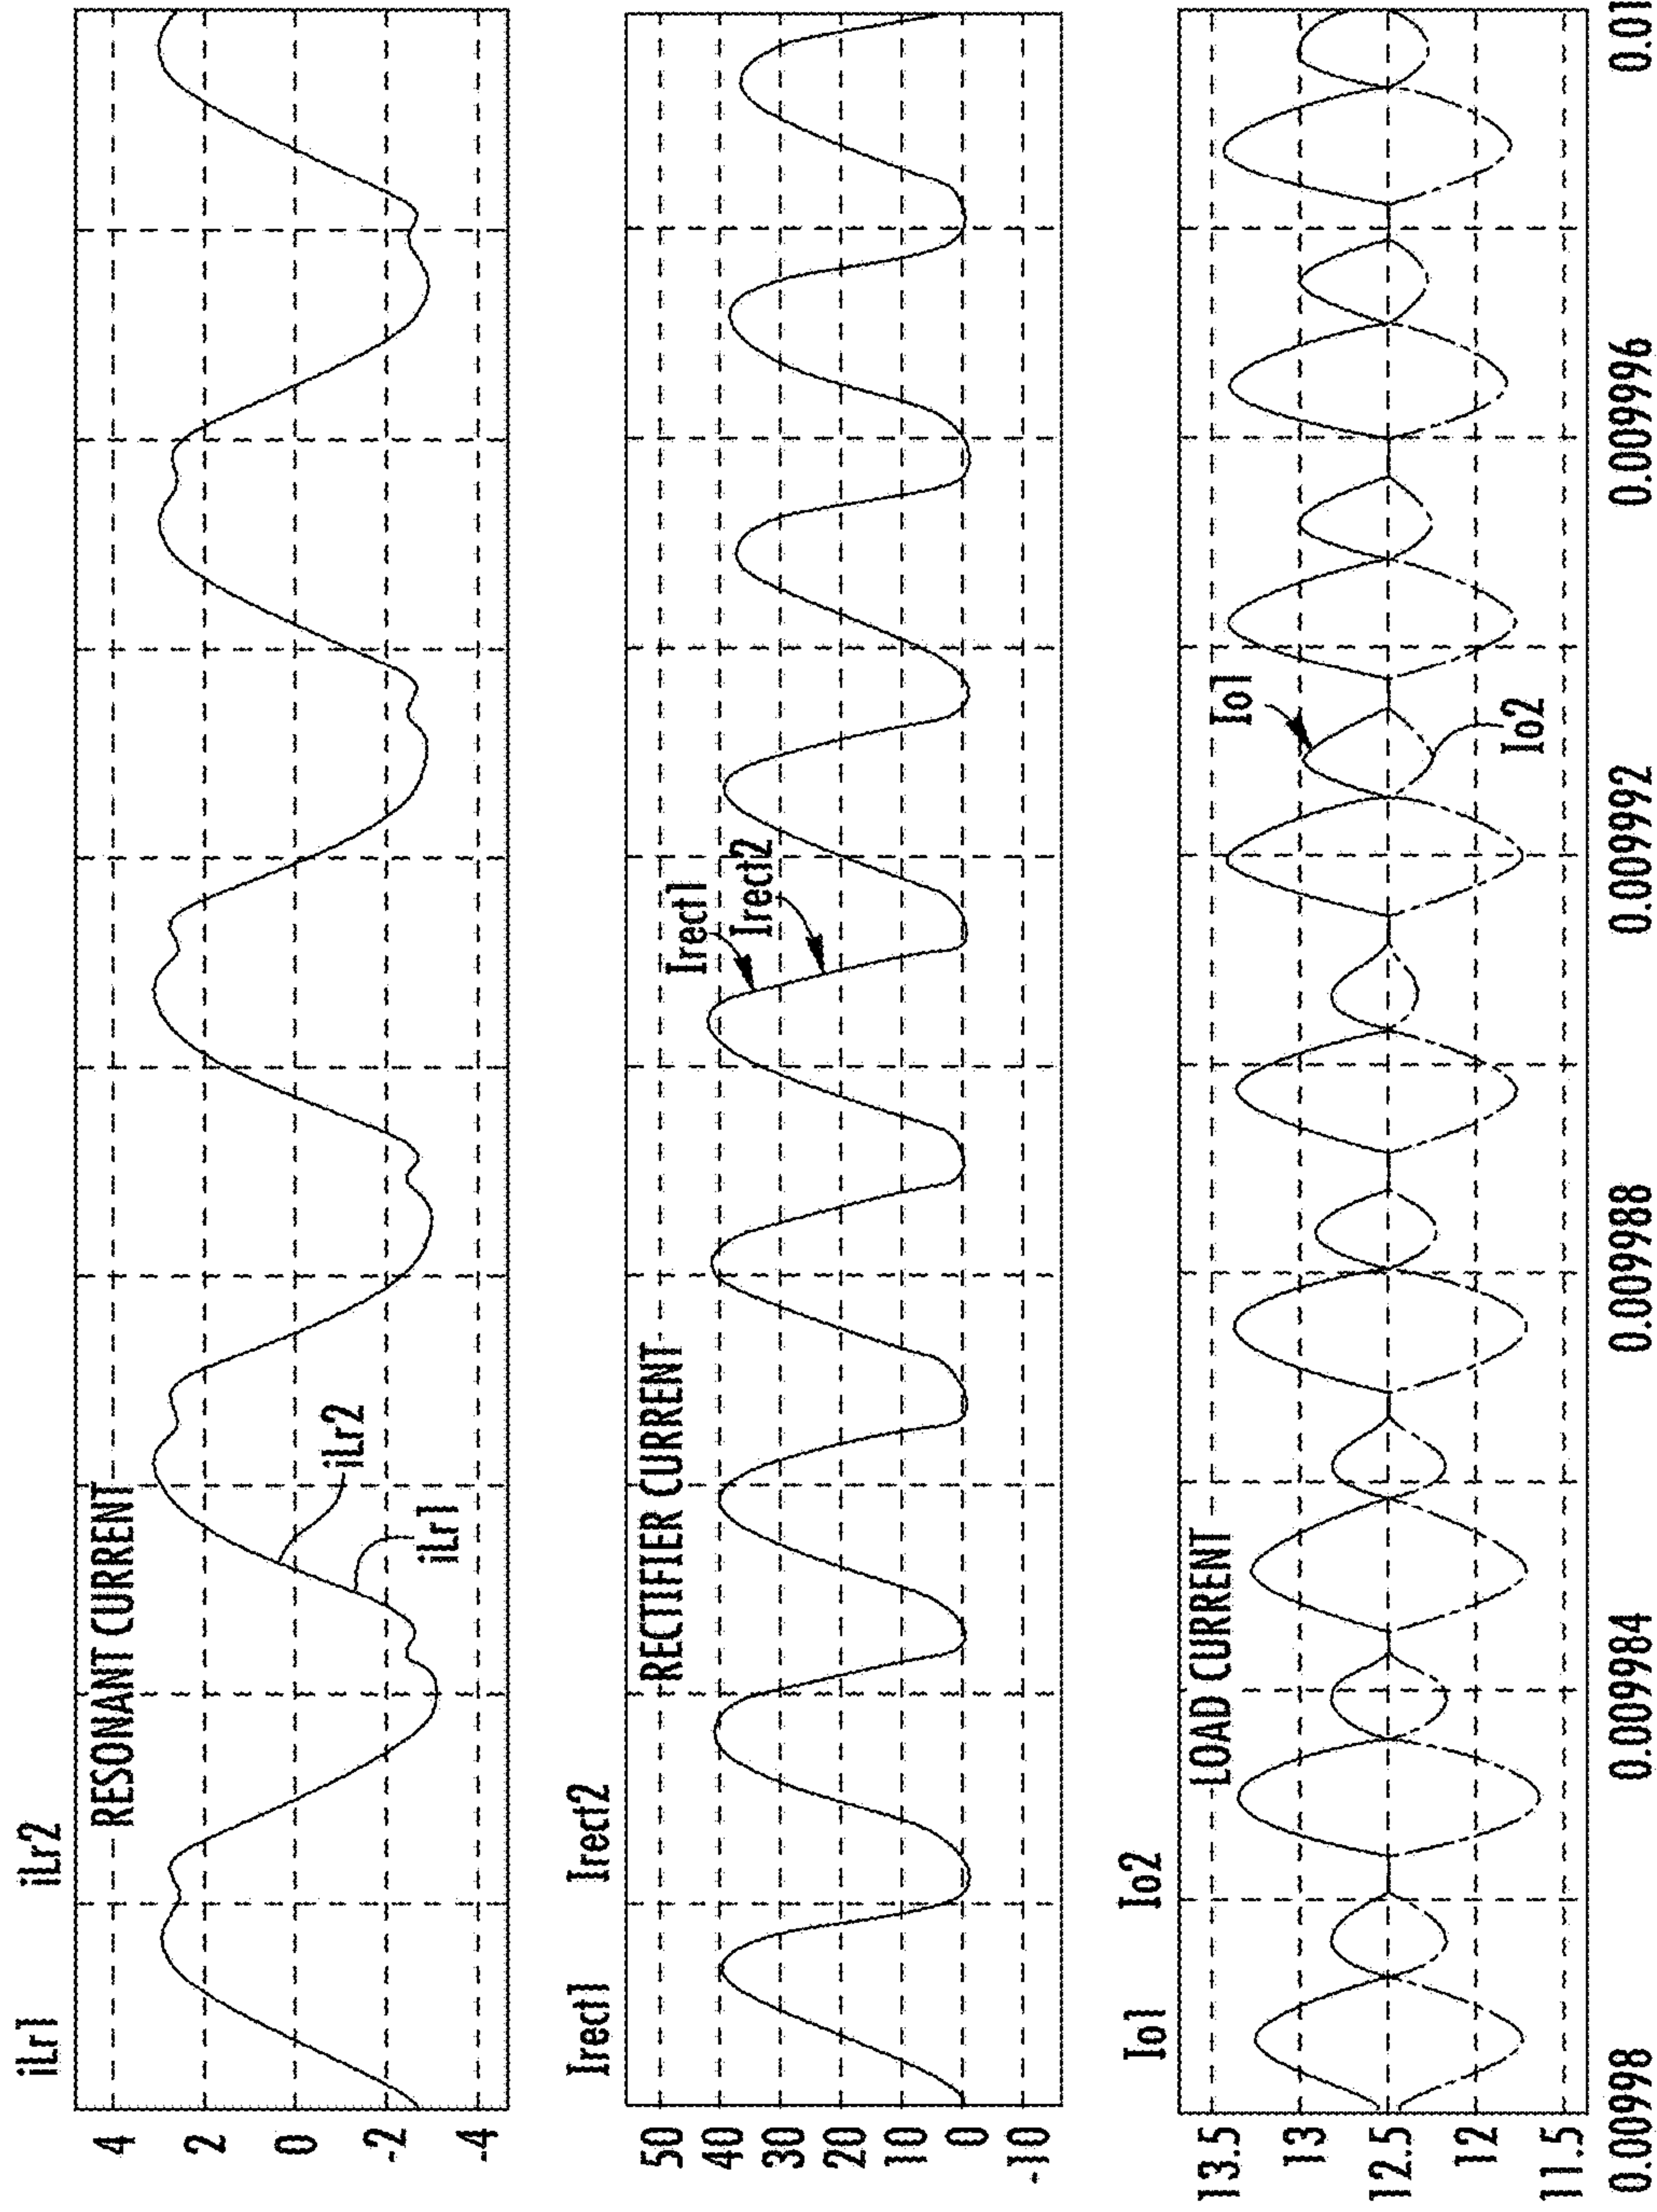 iLr1 iLr2
RESONANT CURRENT
4
2
0
-2
-4
iLr2
iLr1
Irect1 Irect2
RECTIFIER CURRENT
50
40
30
20
10
0
-10
Irect1
Irect2
Io1 Io2
LOAD CURRENT
13.5
13
12.5
12
11.5
Io1
Io2
0.00998 0.009984 0.009988 0.009992 0.009996 0.01